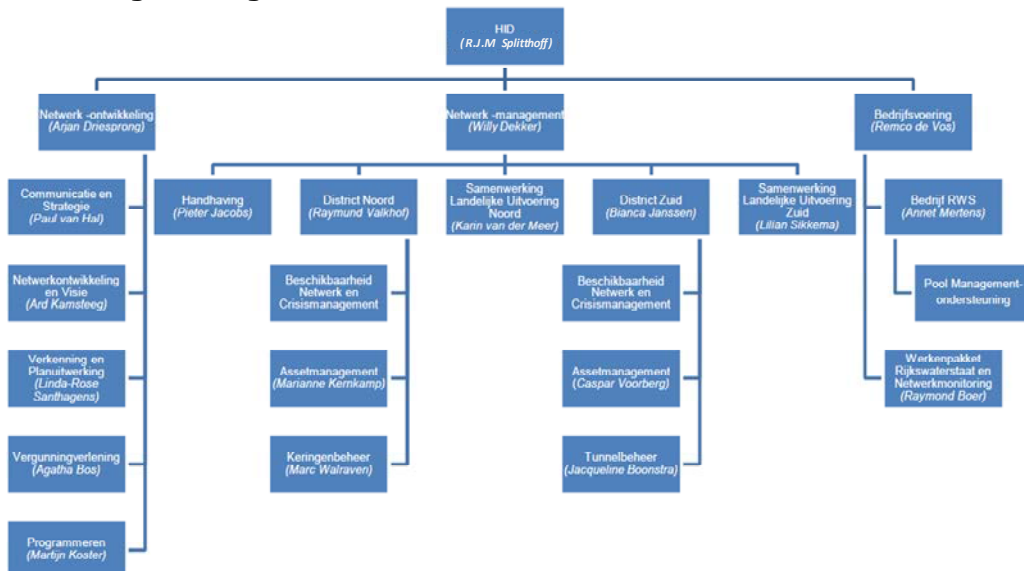 HID
(R.J.M Splitthoff)
Netwerk -ontwikkeling
(Arjan Driesprong)
Netwerk -management
(Willy Dekker)
Bedrijfsvoering
(Remco de Vos)
Communicatie en
Strategie
(Paul van Hal)
Handhaving
(Pieter Jacobs)
District Noord
(Raymund Valkhof)
Samenwerking
Landelijke Uitvoering
Noord
(Karin van der Meer)
District Zuid
(Bianca Janssen)
Samenwerking
Landelijke Uitvoering
Zuid
(Lilian Sikkema)
Bedrijf RWS
(Annet Mertens)
Netwerkontwikkeling
en Visie
(Ard Kamsteeg)
Beschikbaarheid
Netwerk en
Crisismanagement
Beschikbaarheid
Netwerk en
Crisismanagement
Pool Management-
ondersteuning
Verkenning en
Planuitwerking
(Linda-Rose
Santhagens)
Assetmanagement
(Marianne Kernkamp)
Assetmanagement
(Caspar Voorberg)
Werkenpakket
Rijkswaterstaat en
Netwerkmonitoring
(Raymond Boer)
Vergunningverlening
(Agatha Bos)
Keringenbeheer
(Marc Walraven)
Tunnelbeheer
(Jacqueline Boonstra)
Programmeren
(Martijn Koster)